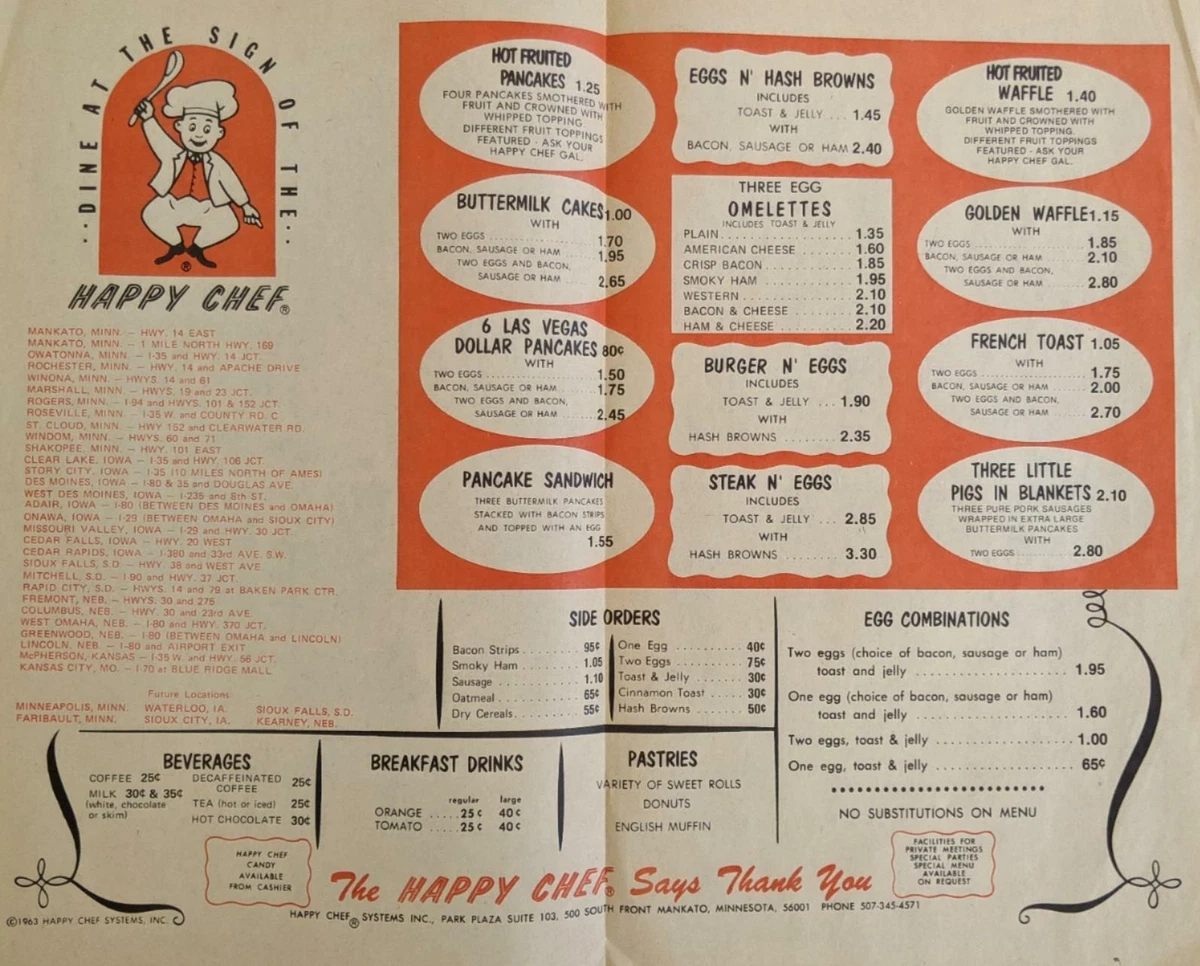 DINE AT THE SIGN OF THE
HAPPY CHEF®
MANKATO, MINN. – HWY. 14 EAST
MANKATO, MINN. – 1 MILE NORTH HWY. 169
OWATONNA, MINN. – I-35 and HWY. 14 JCT.
ROCHESTER, MINN. – HWY. 14 and APACHE DRIVE
WINONA, MINN. – HWYS. 14 and 61
MARSHALL, MINN. – HWYS. 19 and 23 JCT.
ROGERS, MINN. – I-94 and HWYS. 101 & 152 JCT.
ROSEVILLE, MINN. – I-35 W. and COUNTY RD. C
ST. CLOUD, MINN. – HWY 152 and CLEARWATER RD.
WINDOM, MINN. – HWYS. 60 and 71
SHAKOPEE, MINN. – HWY. 101 EAST
CLEAR LAKE, IOWA – I-35 and HWY. 106 JCT.
STORY CITY, IOWA – I-35 (10 MILES NORTH OF AMES)
DES MOINES, IOWA – I-80 & 35 and DOUGLAS AVE.
WEST DES MOINES, IOWA – I-235 and 8th ST.
ADAIR, IOWA – I-80 (BETWEEN DES MOINES and OMAHA)
ONAWA, IOWA – I-29 (BETWEEN OMAHA and SIOUX CITY)
MISSOURI VALLEY, IOWA – I-29 and HWY. 30 JCT.
CEDAR FALLS, IOWA – HWY. 20 WEST
CEDAR RAPIDS, IOWA – I-380 and 33rd AVE. S.W.
SIOUX FALLS, S.D. – HWY. 38 and WEST AVE
MITCHELL, S.D. – I-90 and HWY. 37 JCT.
RAPID CITY, S.D. – HWYS. 14 and 79 at BAKEN PARK CTR.
FREMONT, NEB. – HWYS. 30 and 275
COLUMBUS, NEB. – HWY. 30 and 23rd AVE.
WEST OMAHA, NEB. – I-80 and HWY. 370 JCT.
GREENWOOD, NEB. – I-80 (BETWEEN OMAHA and LINCOLN)
LINCOLN, NEB. – I-80 and AIRPORT EXIT
McPHERSON, KANSAS – I-35 W. and HWY. 56 JCT.
KANSAS CITY, MO. – I-70 at BLUE RIDGE MALL
Future Locations:
MINNEAPOLIS, MINN. WATERLOO, IA. SIOUX FALLS, S.D.
FARIBAULT, MINN. SIOUX CITY, IA. KEARNEY, NEB.
HOT FRUITED
PANCAKES 1.25
FOUR PANCAKES SMOTHERED WITH
FRUIT AND CROWNED WITH
WHIPPED TOPPING.
DIFFERENT FRUIT TOPPINGS
FEATURED - ASK YOUR
HAPPY CHEF GAL.
BUTTERMILK CAKES 1.00
WITH
TWO EGGS 1.70
BACON, SAUSAGE OR HAM 1.95
TWO EGGS AND BACON,
SAUSAGE OR HAM 2.65
6 LAS VEGAS
DOLLAR PANCAKES 80¢
WITH
TWO EGGS 1.50
BACON, SAUSAGE OR HAM 1.75
TWO EGGS AND BACON,
SAUSAGE OR HAM 2.45
PANCAKE SANDWICH
THREE BUTTERMILK PANCAKES
STACKED WITH BACON STRIPS
AND TOPPED WITH AN EGG
1.55
EGGS N' HASH BROWNS
INCLUDES
TOAST & JELLY ... 1.45
WITH
BACON, SAUSAGE OR HAM 2.40
THREE EGG
OMELETTES
INCLUDES TOAST & JELLY
PLAIN 1.35
AMERICAN CHEESE 1.60
CRISP BACON 1.85
SMOKY HAM 1.95
WESTERN 2.10
BACON & CHEESE 2.10
HAM & CHEESE 2.20
BURGER N' EGGS
INCLUDES
TOAST & JELLY ... 1.90
WITH
HASH BROWNS 2.35
STEAK N' EGGS
INCLUDES
TOAST & JELLY ... 2.85
WITH
HASH BROWNS 3.30
HOT FRUITED
WAFFLE 1.40
GOLDEN WAFFLE SMOTHERED WITH
FRUIT AND CROWNED WITH
WHIPPED TOPPING.
DIFFERENT FRUIT TOPPINGS
FEATURED - ASK YOUR
HAPPY CHEF GAL.
GOLDEN WAFFLE 1.15
WITH
TWO EGGS 1.85
BACON, SAUSAGE OR HAM 2.10
TWO EGGS AND BACON,
SAUSAGE OR HAM 2.80
FRENCH TOAST 1.05
WITH
TWO EGGS 1.75
BACON, SAUSAGE OR HAM 2.00
TWO EGGS AND BACON,
SAUSAGE OR HAM 2.70
THREE LITTLE
PIGS IN BLANKETS 2.10
THREE PURE PORK SAUSAGES
WRAPPED IN EXTRA LARGE
BUTTERMILK PANCAKES
WITH
TWO EGGS 2.80
SIDE ORDERS
Bacon Strips 95¢
Smoky Ham 1.05
Sausage 1.10
Oatmeal 65¢
Dry Cereals 55¢
One Egg 40¢
Two Eggs 75¢
Toast & Jelly 30¢
Cinnamon Toast 30¢
Hash Browns 50¢
EGG COMBINATIONS
Two eggs (choice of bacon, sausage or ham)
toast and jelly 1.95
One egg (choice of bacon, sausage or ham)
toast and jelly 1.60
Two eggs, toast & jelly 1.00
One egg, toast & jelly 65¢
NO SUBSTITUTIONS ON MENU
BEVERAGES
COFFEE 25¢
MILK 30¢ & 35¢
(white, chocolate
or skim)
DECAFFEINATED
COFFEE 25¢
TEA (hot or iced) 25¢
HOT CHOCOLATE 30¢
BREAKFAST DRINKS
regular large
ORANGE ..... 25¢ 40¢
TOMATO ..... 25¢ 40¢
PASTRIES
VARIETY OF SWEET ROLLS
DONUTS
ENGLISH MUFFIN
HAPPY CHEF
CANDY
AVAILABLE
FROM CASHIER
FACILITIES FOR
PRIVATE MEETINGS
SPECIAL PARTIES
SPECIAL MENU
AVAILABLE
ON REQUEST
The HAPPY CHEF® Says Thank You
HAPPY CHEF® SYSTEMS INC., PARK PLAZA SUITE 103, 500 SOUTH FRONT MANKATO, MINNESOTA, 56001 PHONE 507-345-4571
©1963 HAPPY CHEF SYSTEMS, INC.